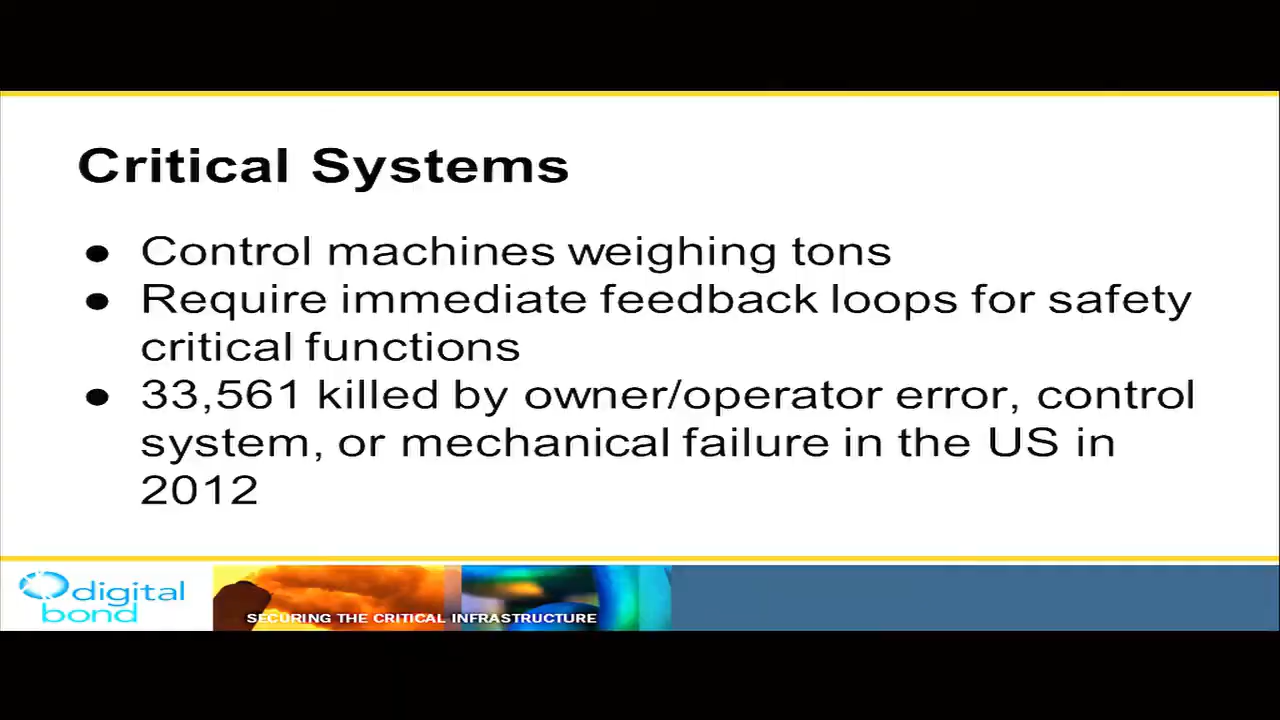 Critical Systems
● Control machines weighing tons
● Require immediate feedback loops for safety
critical functions
● 33,561 killed by owner/operator error, control
system, or mechanical failure in the US in
2012
digital
bond
SECURING THE CRITICAL INFRASTRUCTURE